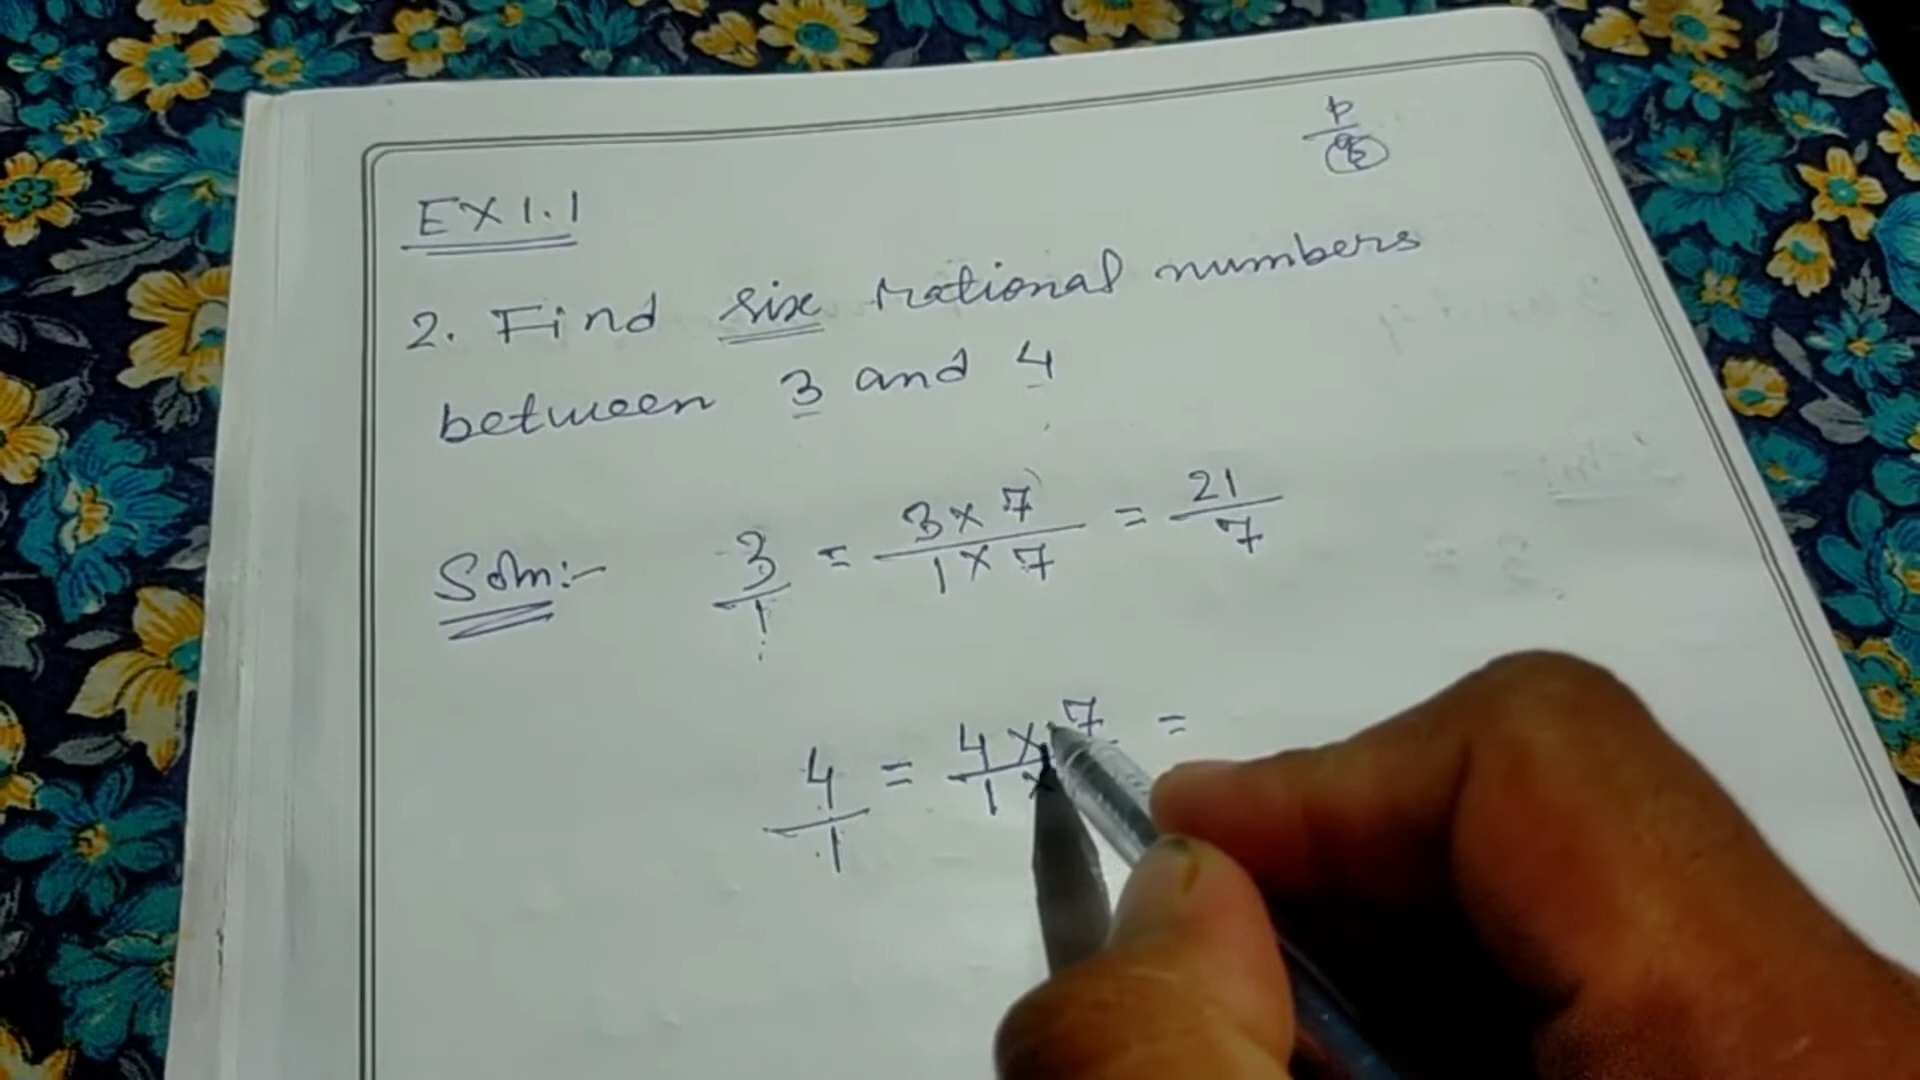 p
q
EX 1.1
2. Find six rational numbers
between 3 and 4
Soln:- 3/1 = 3 × 7 / 1 × 7 = 21/7
4/1 = 4 × 7 / 1 × =